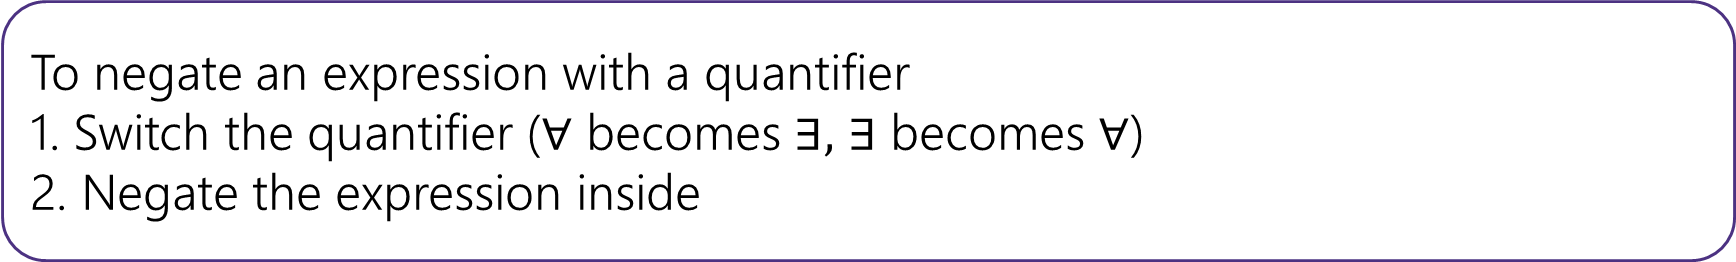 To negate an expression with a quantifier
1. Switch the quantifier (∀ becomes ∃, ∃ becomes ∀)
2. Negate the expression inside